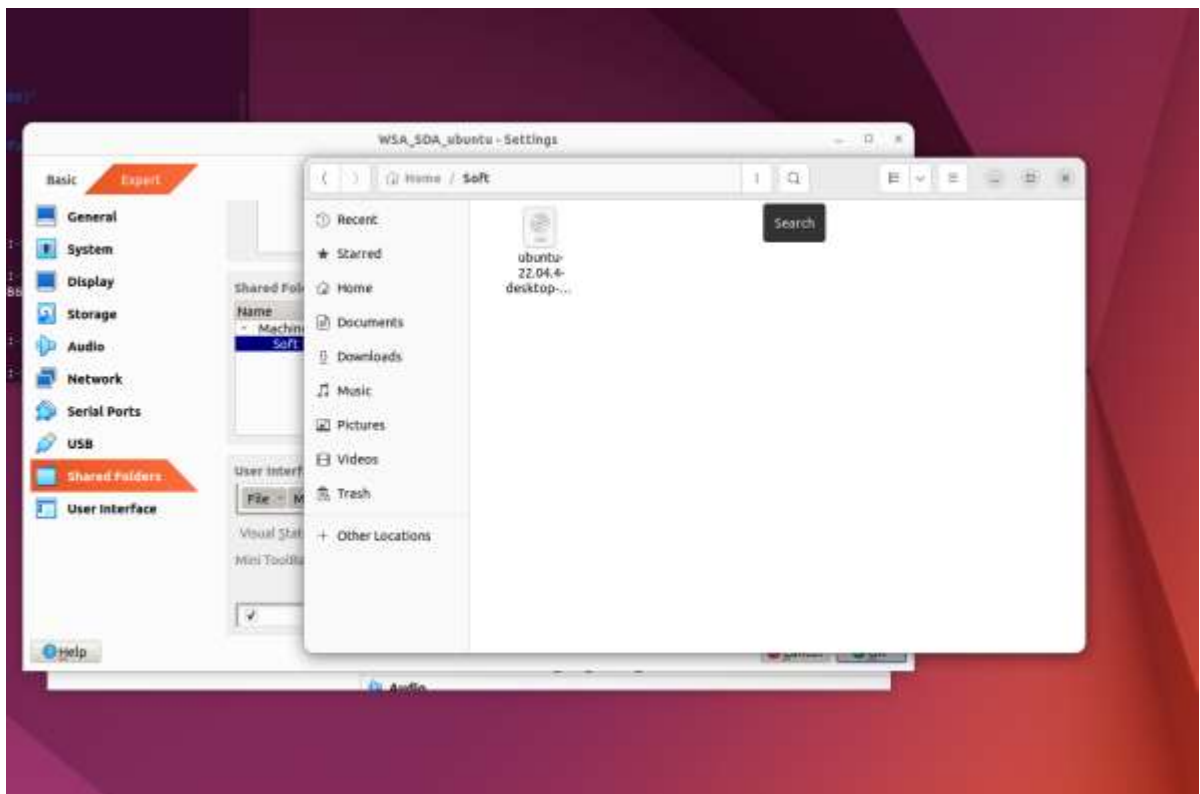 WSA_SDA_ubuntu - Settings
Basic
Expert
Home / Soft
General
System
Display
Storage
Audio
Network
Serial Ports
USB
Shared Folders
User Interface
Help
Shared Fol
Name
Machin
Soft
User Interf
File
M
Visual Stat
Mini ToolBa
Recent
Starred
Home
Documents
Downloads
Music
Pictures
Videos
Trash
Other Locations
Search
ubuntu-
22.04.4-
desktop-...
Audio